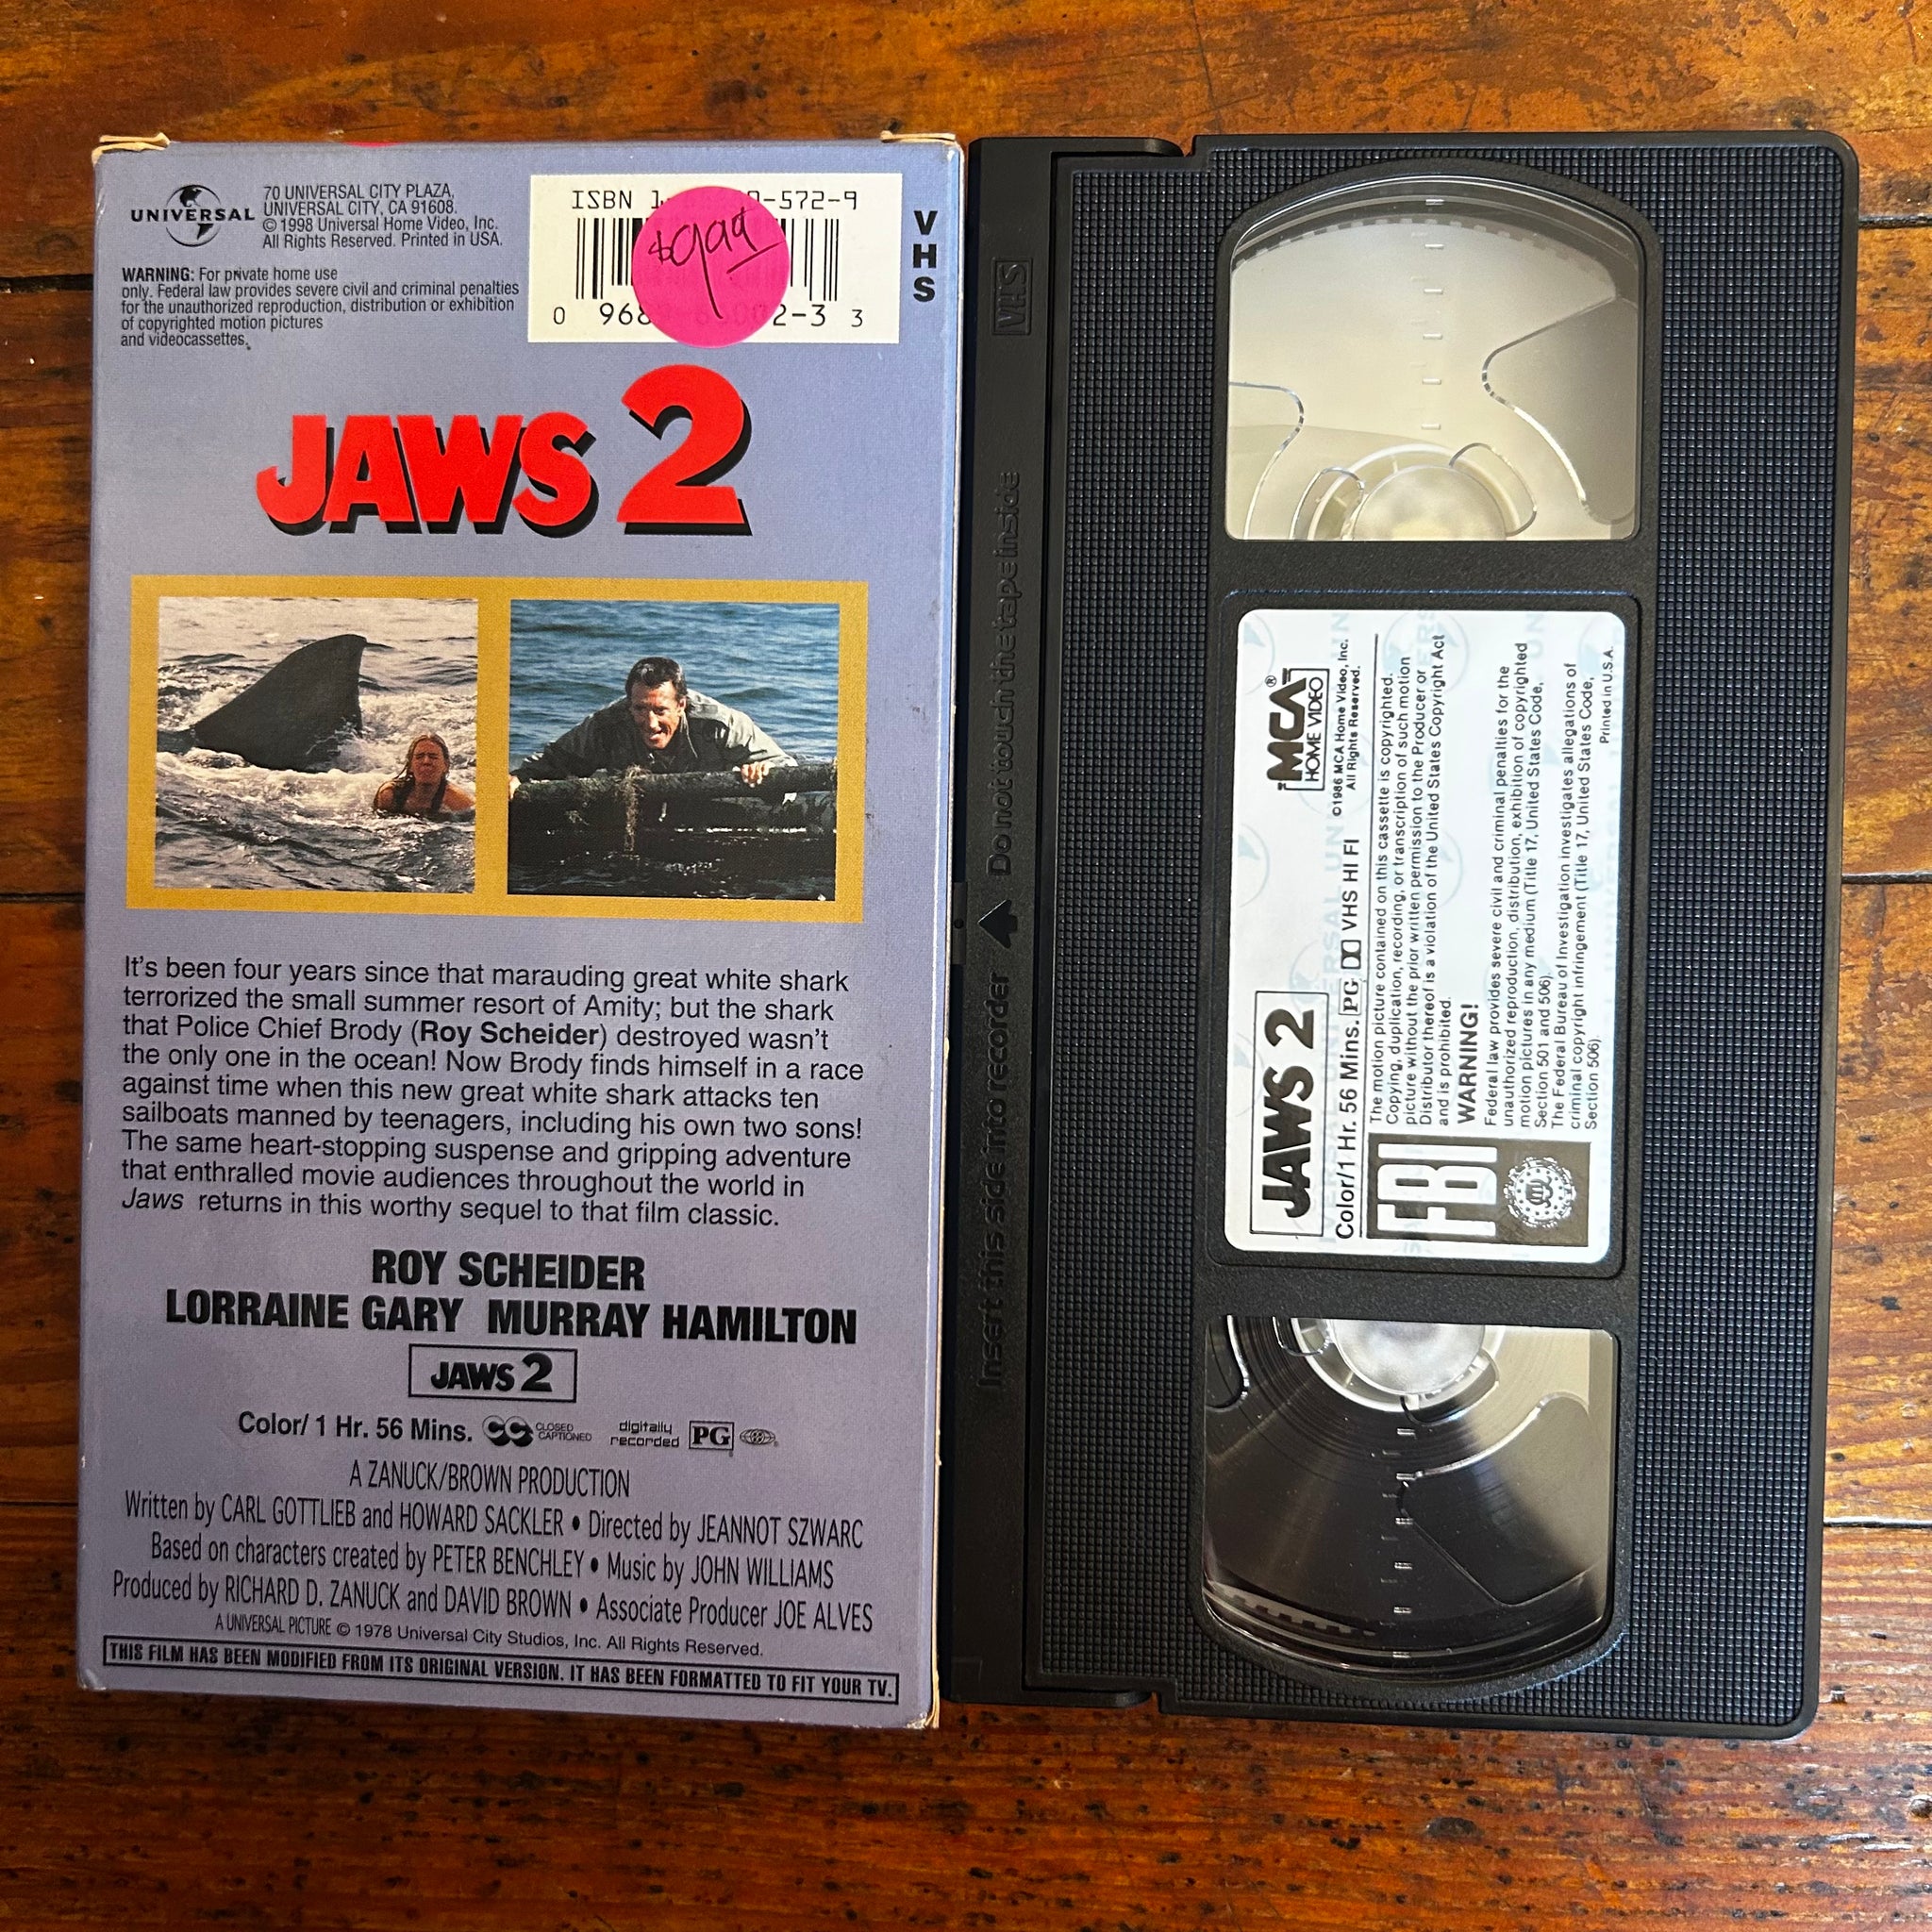 UNIVERSAL
70 UNIVERSAL CITY PLAZA,
UNIVERSAL CITY, CA 91608.
© 1998 Universal Home Video, Inc.
All Rights Reserved. Printed in USA.
WARNING: For private home use
only. Federal law provides severe civil and criminal penalties
for the unauthorized reproduction, distribution or exhibition
of copyrighted motion pictures
and videocassettes.
ISBN 1- -572-9
$9.99
0 968 2-3 3
VHS
JAWS 2
It's been four years since that marauding great white shark
terrorized the small summer resort of Amity; but the shark
that Police Chief Brody (Roy Scheider) destroyed wasn't
the only one in the ocean! Now Brody finds himself in a race
against time when this new great white shark attacks ten
sailboats manned by teenagers, including his own two sons!
The same heart-stopping suspense and gripping adventure
that enthralled movie audiences throughout the world in
Jaws returns in this worthy sequel to that film classic.
ROY SCHEIDER
LORRAINE GARY MURRAY HAMILTON
JAWS 2
Color/ 1 Hr. 56 Mins. CC CLOSED CAPTIONED digitally recorded PG
A ZANUCK/BROWN PRODUCTION
Written by CARL GOTTLIEB and HOWARD SACKLER • Directed by JEANNOT SZWARC
Based on characters created by PETER BENCHLEY • Music by JOHN WILLIAMS
Produced by RICHARD D. ZANUCK and DAVID BROWN • Associate Producer JOE ALVES
A UNIVERSAL PICTURE © 1978 Universal City Studios, Inc. All Rights Reserved.
THIS FILM HAS BEEN MODIFIED FROM ITS ORIGINAL VERSION. IT HAS BEEN FORMATTED TO FIT YOUR TV.
VHS
Insert this side into recorder Do not touch the tape inside
JAWS 2
MCA®
HOME VIDEO
©1986 MCA Home Video, Inc.
All Rights Reserved.
Color/1 Hr. 56 Mins. PG VHS HI FI
The motion picture contained on this cassette is copyrighted.
Copying, duplication, recording, or transcription of such motion
picture without the prior written permission to the Producer or
Distributor thereof is a violation of the United States Copyright Act
and is prohibited.
WARNING!
Federal law provides severe civil and criminal penalties for the
unauthorized reproduction, distribution, exhibition of copyrighted
motion pictures in any medium (Title 17, United States Code,
Section 501 and 506).
The Federal Bureau of Investigation investigates allegations of
criminal copyright infringement (Title 17, United States Code,
Section 506).
Printed in U.S.A.
FBI